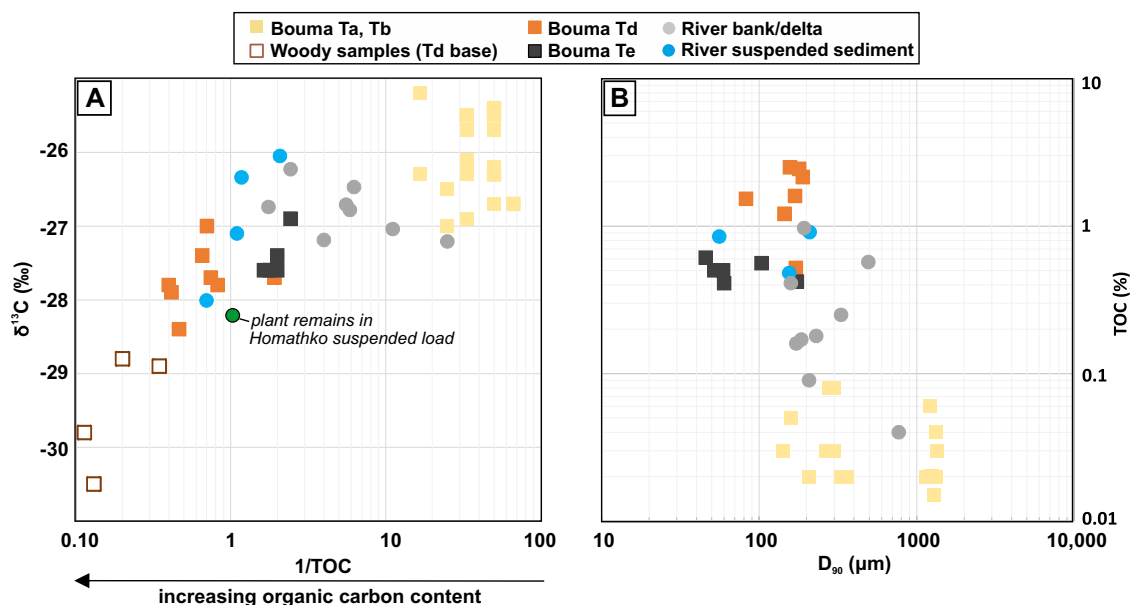 Bouma Ta, Tb
Bouma Td
River bank/delta
Woody samples (Td base)
Bouma Te
River suspended sediment
A
-26
-27
-28
-29
-30
δ¹³C (‰)
plant remains in
Homathko suspended load
0.10
1
10
100
1/TOC
increasing organic carbon content
B
10
1
0.1
0.01
TOC (%)
10
100
1000
10,000
D₉₀ (µm)